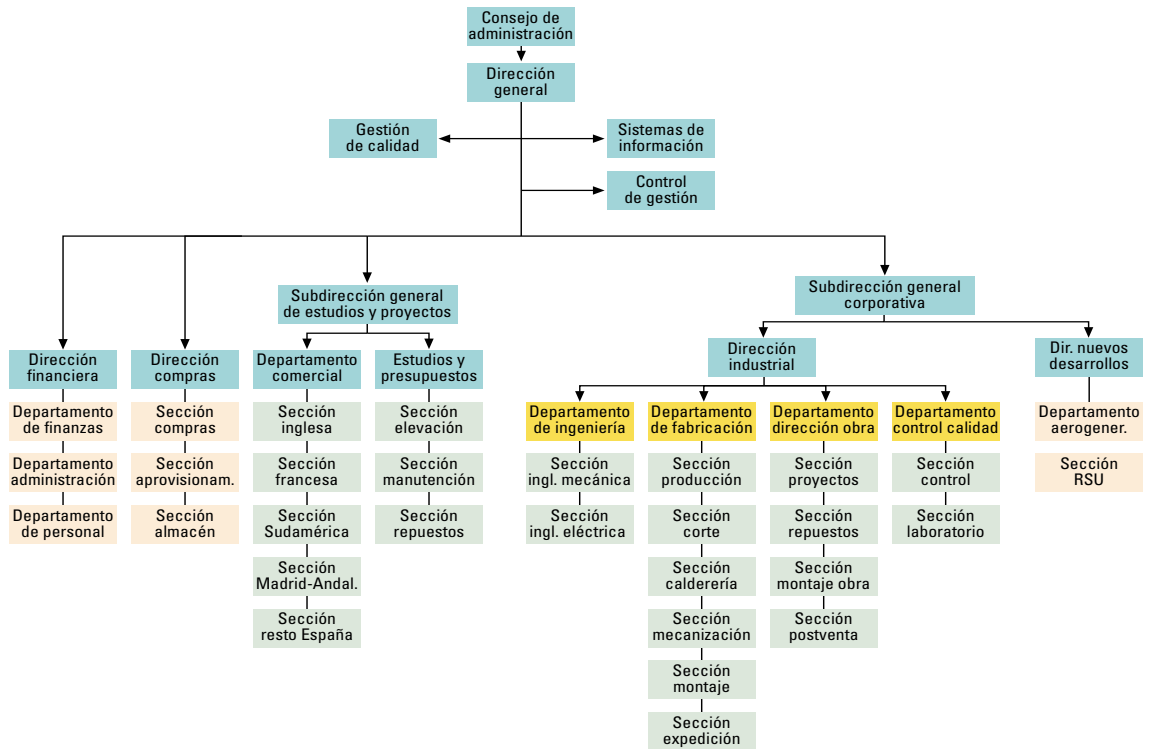 Consejo de
administración
Dirección
general
Gestión
de calidad
Sistemas de
información
Control
de gestión
Subdirección general
de estudios y proyectos
Subdirección general
corporativa
Dirección
financiera
Departamento
de finanzas
Departamento
administración
Departamento
de personal
Dirección
compras
Sección
compras
Sección
aprovisionam.
Sección
almacén
Departamento
comercial
Sección
inglesa
Sección
francesa
Sección
Sudamérica
Sección
Madrid-Andal.
Sección
resto España
Estudios y
presupuestos
Sección
elevación
Sección
manutención
Sección
repuestos
Dirección
industrial
Departamento
de ingeniería
Sección
ingl. mecánica
Sección
ingl. eléctrica
Departamento
de fabricación
Sección
producción
Sección
corte
Sección
calderería
Sección
mecanización
Sección
montaje
Sección
expedición
Departamento
dirección obra
Sección
proyectos
Sección
repuestos
Sección
montaje obra
Sección
postventa
Departamento
control calidad
Sección
control
Sección
laboratorio
Dir. nuevos
desarrollos
Departamento
aerogener.
Sección
RSU